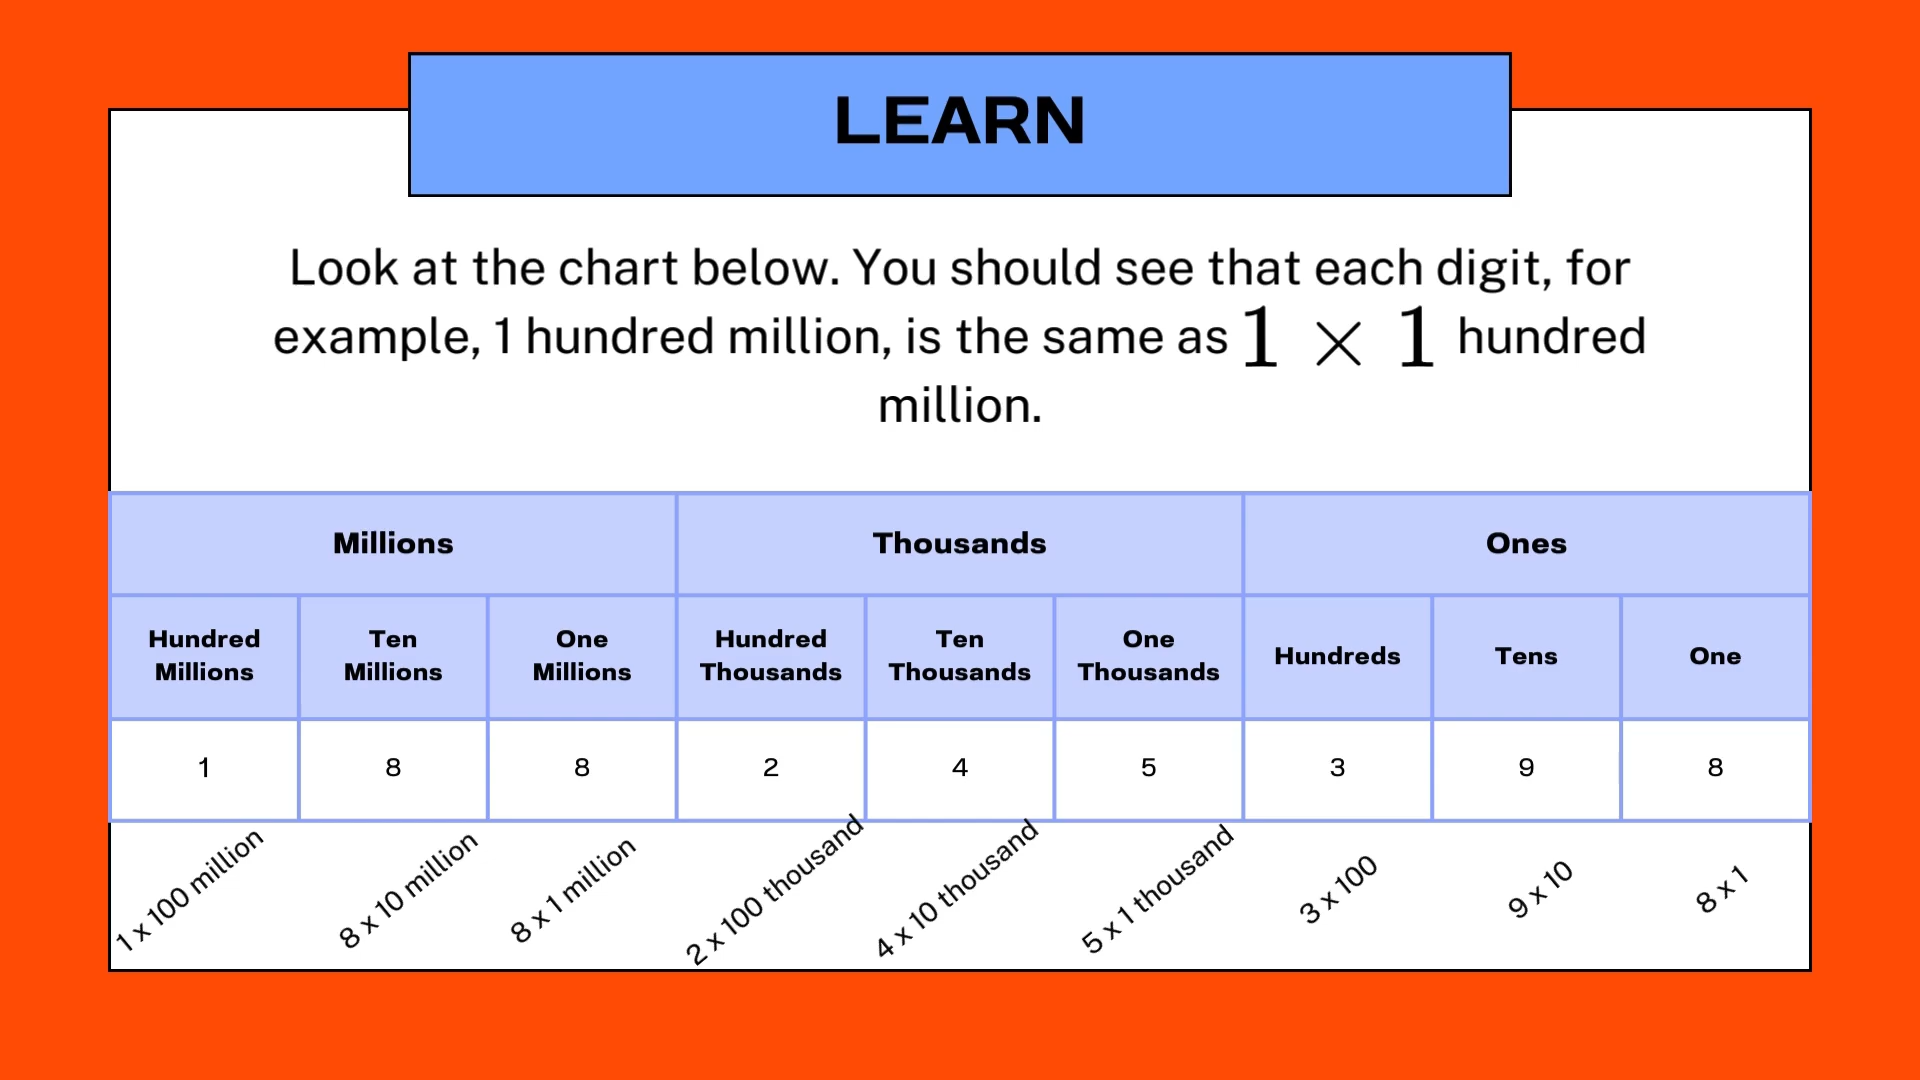 LEARN
Look at the chart below. You should see that each digit, for
example, 1 hundred million, is the same as 1 × 1 hundred
million.
Millions Thousands Ones
Hundred Millions Ten Millions One Millions Hundred Thousands Ten Thousands One Thousands Hundreds Tens One
1 8 8 2 4 5 3 9 8
1 x 100 million 8 x 10 million 8 x 1 million 2 x 100 thousand 4 x 10 thousand 5 x 1 thousand 3 x 100 9 x 10 8 x 1